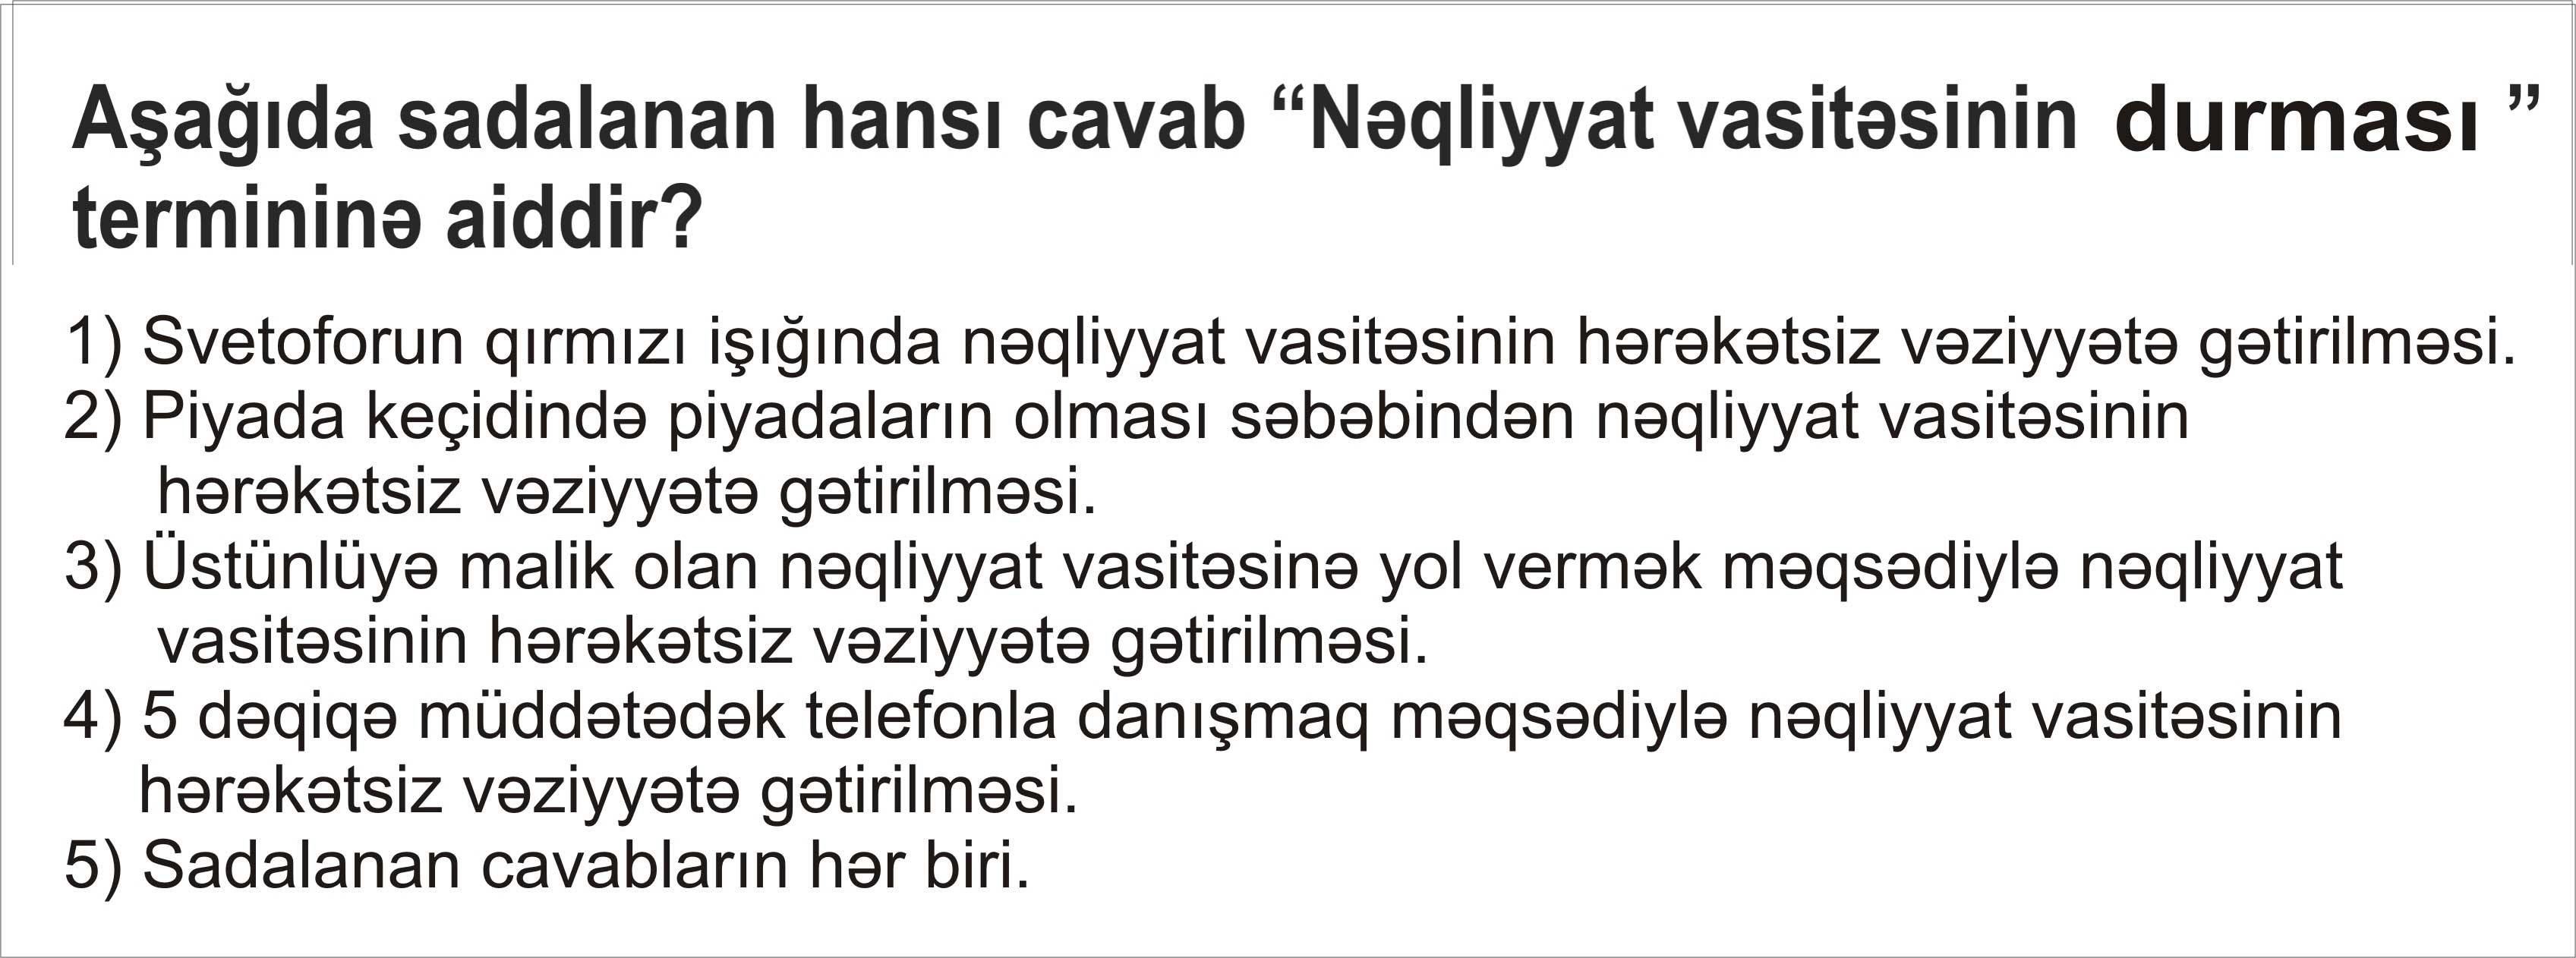 Aşağıda sadalanan hansı cavab “Nəqliyyat vasitəsinin durması ”
termininə aiddir?
1) Svetoforun qırmızı işığında nəqliyyat vasitəsinin hərəkətsiz vəziyyətə gətirilməsi.
2) Piyada keçidində piyadaların olması səbəbindən nəqliyyat vasitəsinin
hərəkətsiz vəziyyətə gətirilməsi.
3) Üstünlüyə malik olan nəqliyyat vasitəsinə yol vermək məqsədiylə nəqliyyat
vasitəsinin hərəkətsiz vəziyyətə gətirilməsi.
4) 5 dəqiqə müddətədək telefonla danışmaq məqsədiylə nəqliyyat vasitəsinin
hərəkətsiz vəziyyətə gətirilməsi.
5) Sadalanan cavabların hər biri.